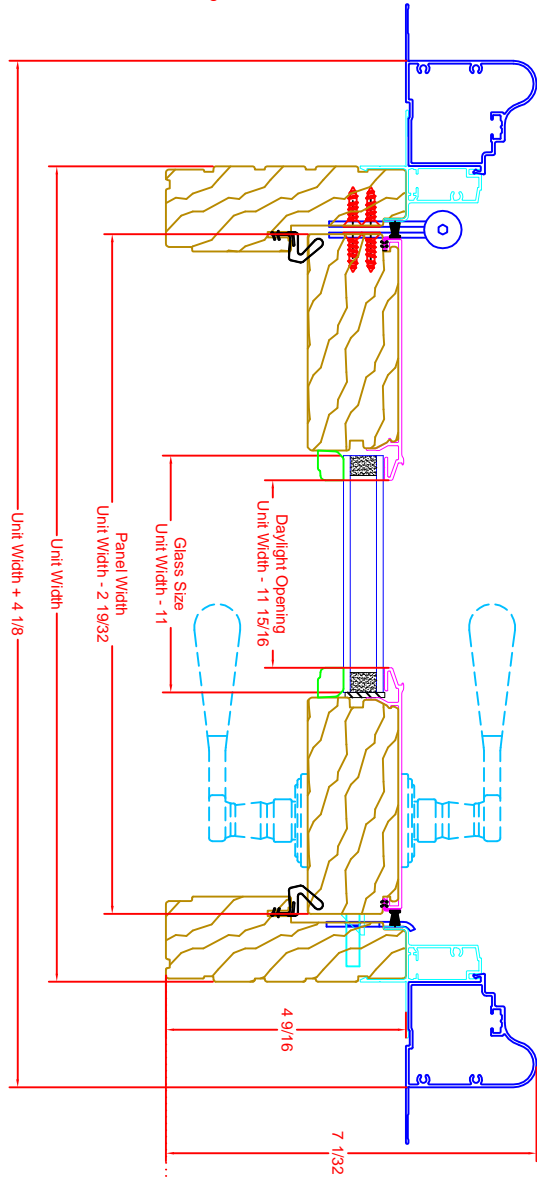 Daylight Opening
Unit Width - 11 15/16
Glass Size
Unit Width - 11
Panel Width
Unit Width - 2 19/32
Unit Width
Unit Width + 4 1/8
4 9/16
7 1/32